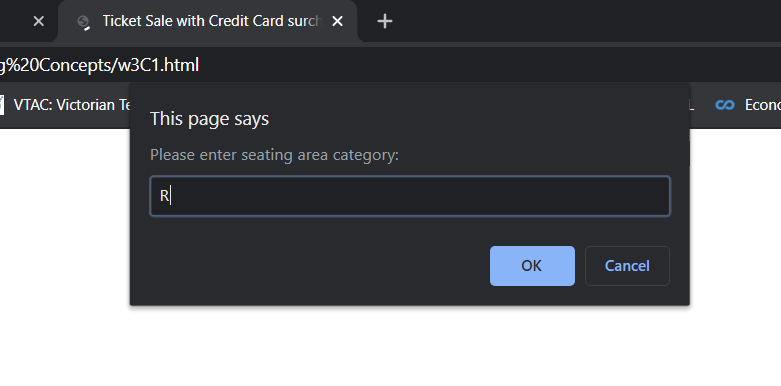 Ticket Sale with Credit Card surch
g%20Concepts/w3C1.html
VTAC: Victorian Te
L
Econo
This page says
Please enter seating area category:
R
OK
Cancel